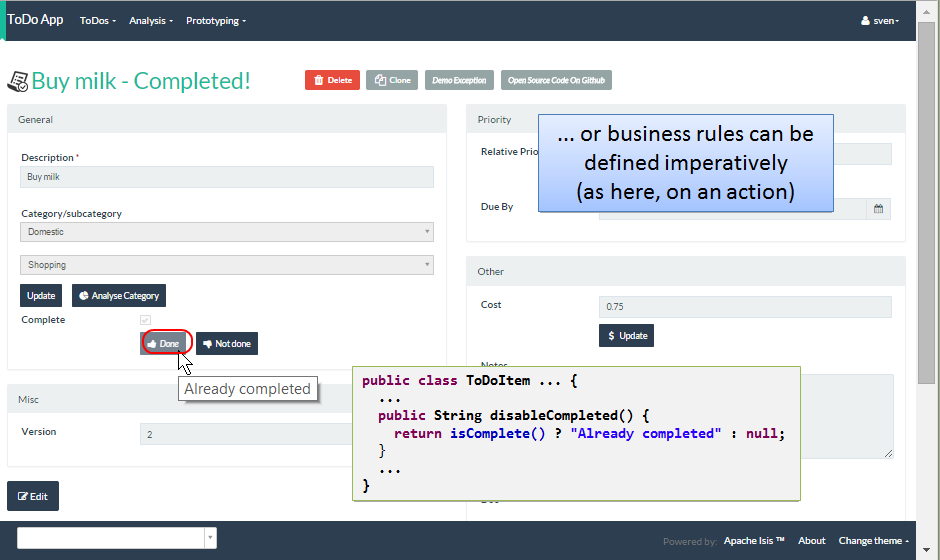 ToDo App ToDos Analysis Prototyping sven
Buy milk - Completed! Delete Clone Demo Exception Open Source Code On Github
General
Description *
Buy milk
Category/subcategory
Domestic
Shopping
Update Analyse Category
Complete
Done Not done
Already completed
Misc
Version 2
Edit
Priority
Relative Prio
Due By
... or business rules can be
defined imperatively
(as here, on an action)
Other
Cost 0.75
$ Update
Notes
public class ToDoItem ... {
...
public String disableCompleted() {
return isComplete() ? "Already completed" : null;
}
...
}
Powered by: Apache Isis ™ About Change theme